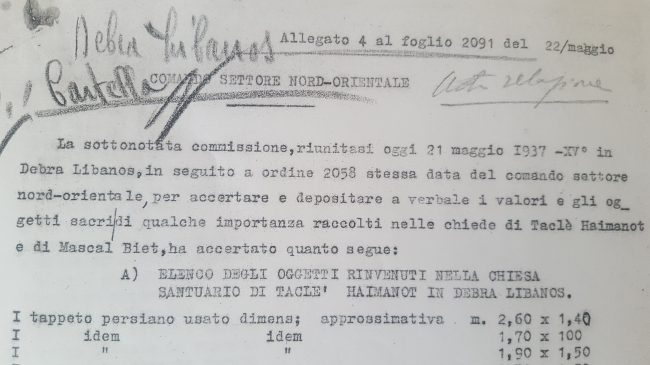 Debra Libanos
Allegato 4 al foglio 2091 del 22/maggio
Cartella
COMANDO SETTORE NORD-ORIENTALE
relazione
La sottonotata commissione,riunitasi oggi 21 maggio I937 -XV° in
Debra Libanos,in seguito a ordine 2058 stessa data del comando settore
nord-orientale, per accertare e depositare a verbale i valori e gli og_
getti sacri/di qualche importanza raccolti nelle chiede di Taclè Haimanot
e di Mascal Biet,ha accertato quanto segue:
A) ELENCO DEGLI OGGETTI RINVENUTI NELLA CHIESA
SANTUARIO DI TACLE' HAIMANOT IN DEBRA LIBANOS.
I tappeto persiano usato dimens; approssimativa m. 2,60 x 1,40
I idem idem 1,70 x 100
I " " 1,90 x 1,50